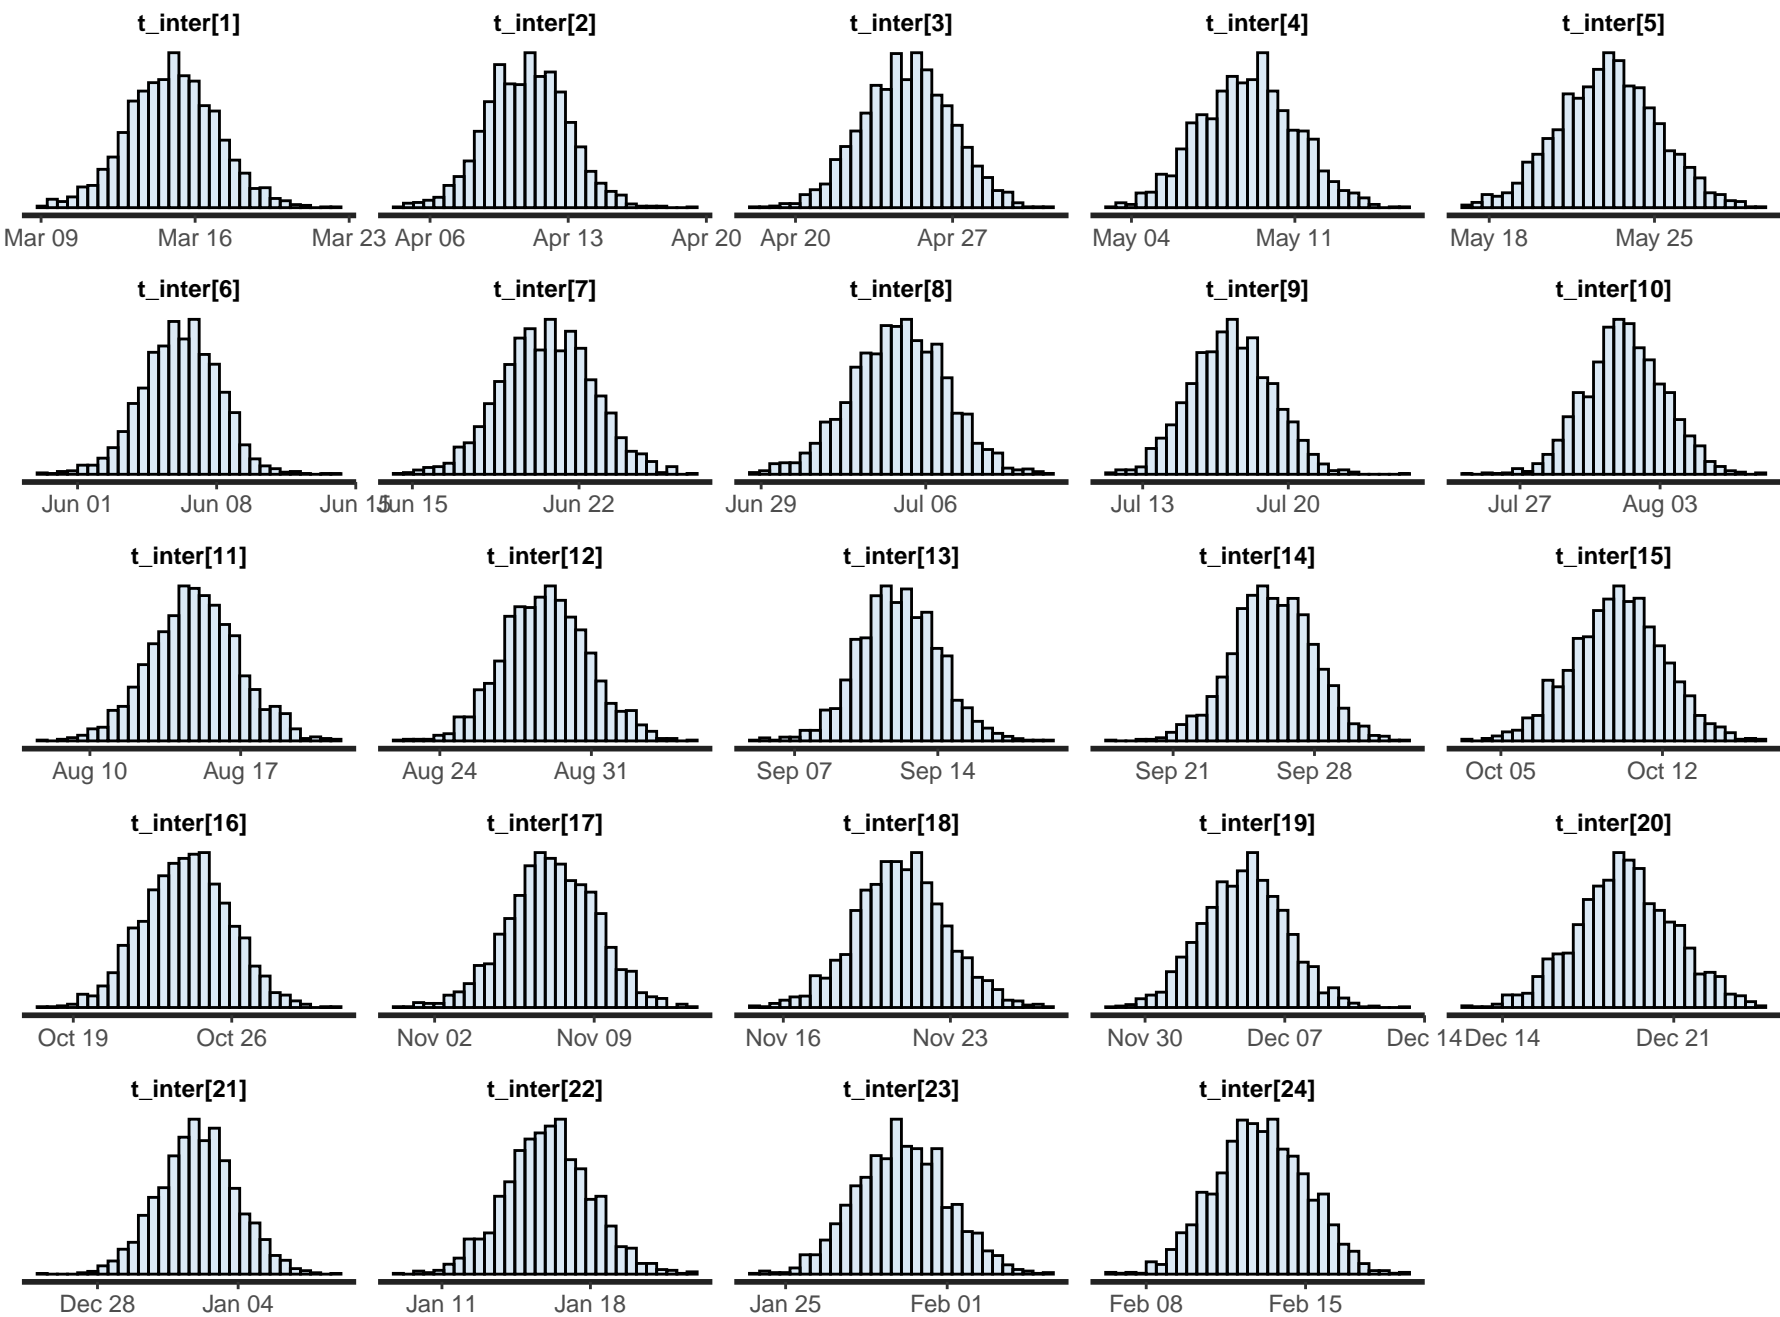 t_inter[1] t_inter[2] t_inter[3] t_inter[4] t_inter[5]
Mar 09 Mar 16 Mar 23 Apr 06 Apr 13 Apr 20 Apr 20 Apr 27 May 04 May 11 May 18 May 25
t_inter[6] t_inter[7] t_inter[8] t_inter[9] t_inter[10]
Jun 01 Jun 08 Jun 15 Jun 15 Jun 22 Jun 29 Jul 06 Jul 13 Jul 20 Jul 27 Aug 03
t_inter[11] t_inter[12] t_inter[13] t_inter[14] t_inter[15]
Aug 10 Aug 17 Aug 24 Aug 31 Sep 07 Sep 14 Sep 21 Sep 28 Oct 05 Oct 12
t_inter[16] t_inter[17] t_inter[18] t_inter[19] t_inter[20]
Oct 19 Oct 26 Nov 02 Nov 09 Nov 16 Nov 23 Nov 30 Dec 07 Dec 14 Dec 14 Dec 21
t_inter[21] t_inter[22] t_inter[23] t_inter[24]
Dec 28 Jan 04 Jan 11 Jan 18 Jan 25 Feb 01 Feb 08 Feb 15